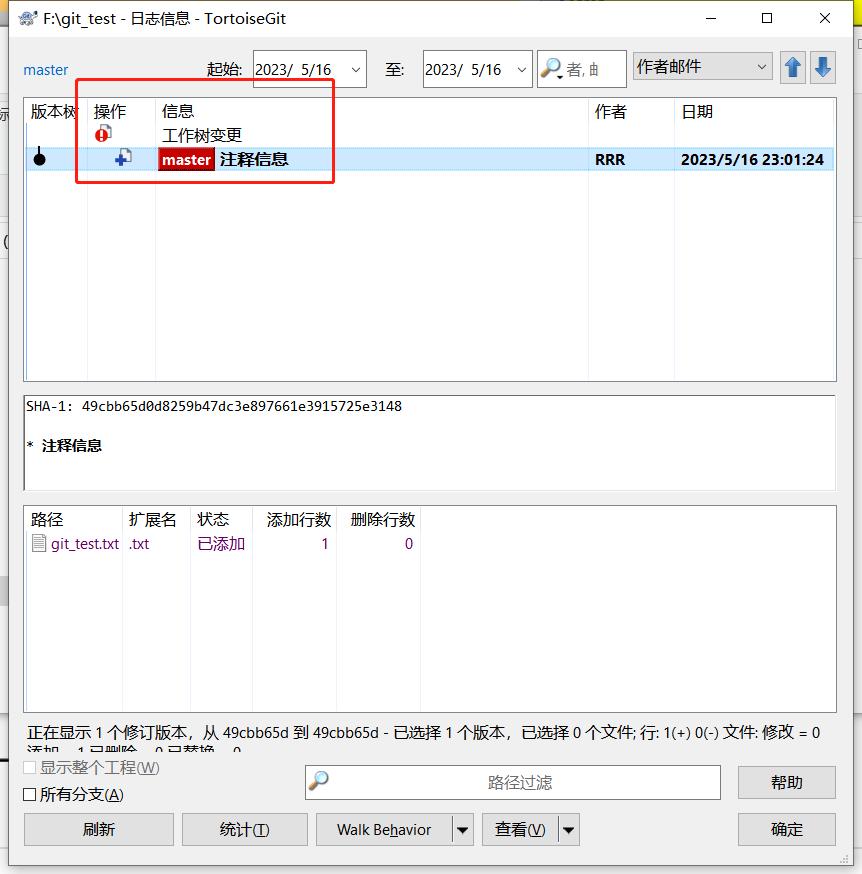 F:\git_test - 日志信息 - TortoiseGit
master 起始: 2023/ 5/16 至: 2023/ 5/16 作者邮件
版本树 操作 信息 作者 日期
工作树变更
master 注释信息 RRR 2023/5/16 23:01:24
SHA-1: 49cbb65d0d8259b47dc3e897661e3915725e3148
* 注释信息
路径 扩展名 状态 添加行数 删除行数
git_test.txt .txt 已添加 1 0
正在显示 1 个修订版本，从 49cbb65d 到 49cbb65d - 已选择 1 个版本，已选择 0 个文件; 行: 1(+) 0(-) 文件: 修改 = 0
显示整个工程(W)
路径过滤 帮助
所有分支(A)
刷新 统计(T) Walk Behavior 查看(V) 确定